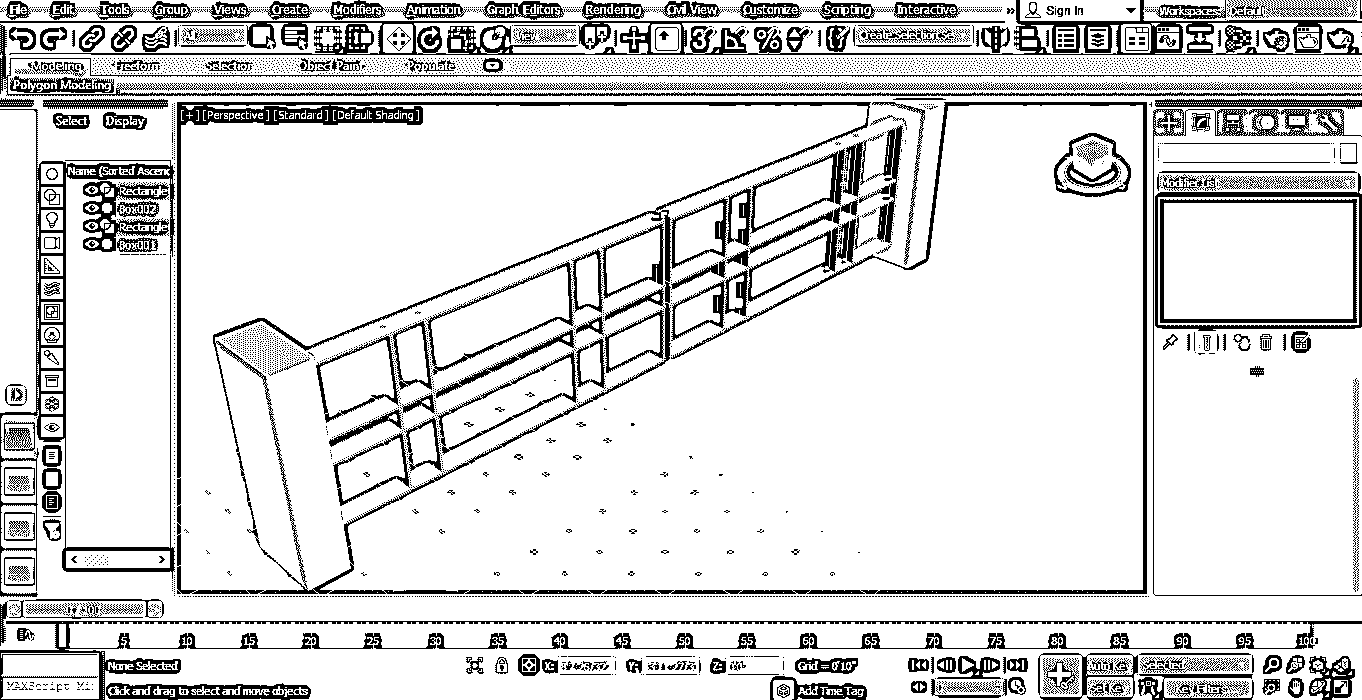 File Edit Tools Group Views Create Modifiers Animation Graph Editors Rendering Civil View Customize Scripting Interactive » Sign In Workspaces: Default
Create Selection Se
Modeling Freeform Selection Object Paint Populate
Polygon Modeling
Select Display
[+] [Perspective] [Standard] [Default Shading]
Name (Sorted Ascend
Rectangle
Box002
Rectangle
Box001
Modifier List
0 5 10 15 20 25 30 35 40 45 50 55 60 65 70 75 80 85 90 95 100
None Selected X: Y: Z: Grid = 0'10" Auto Key Selected
MAXScript Mi Click and drag to select and move objects Add Time Tag Set Key Key Filters